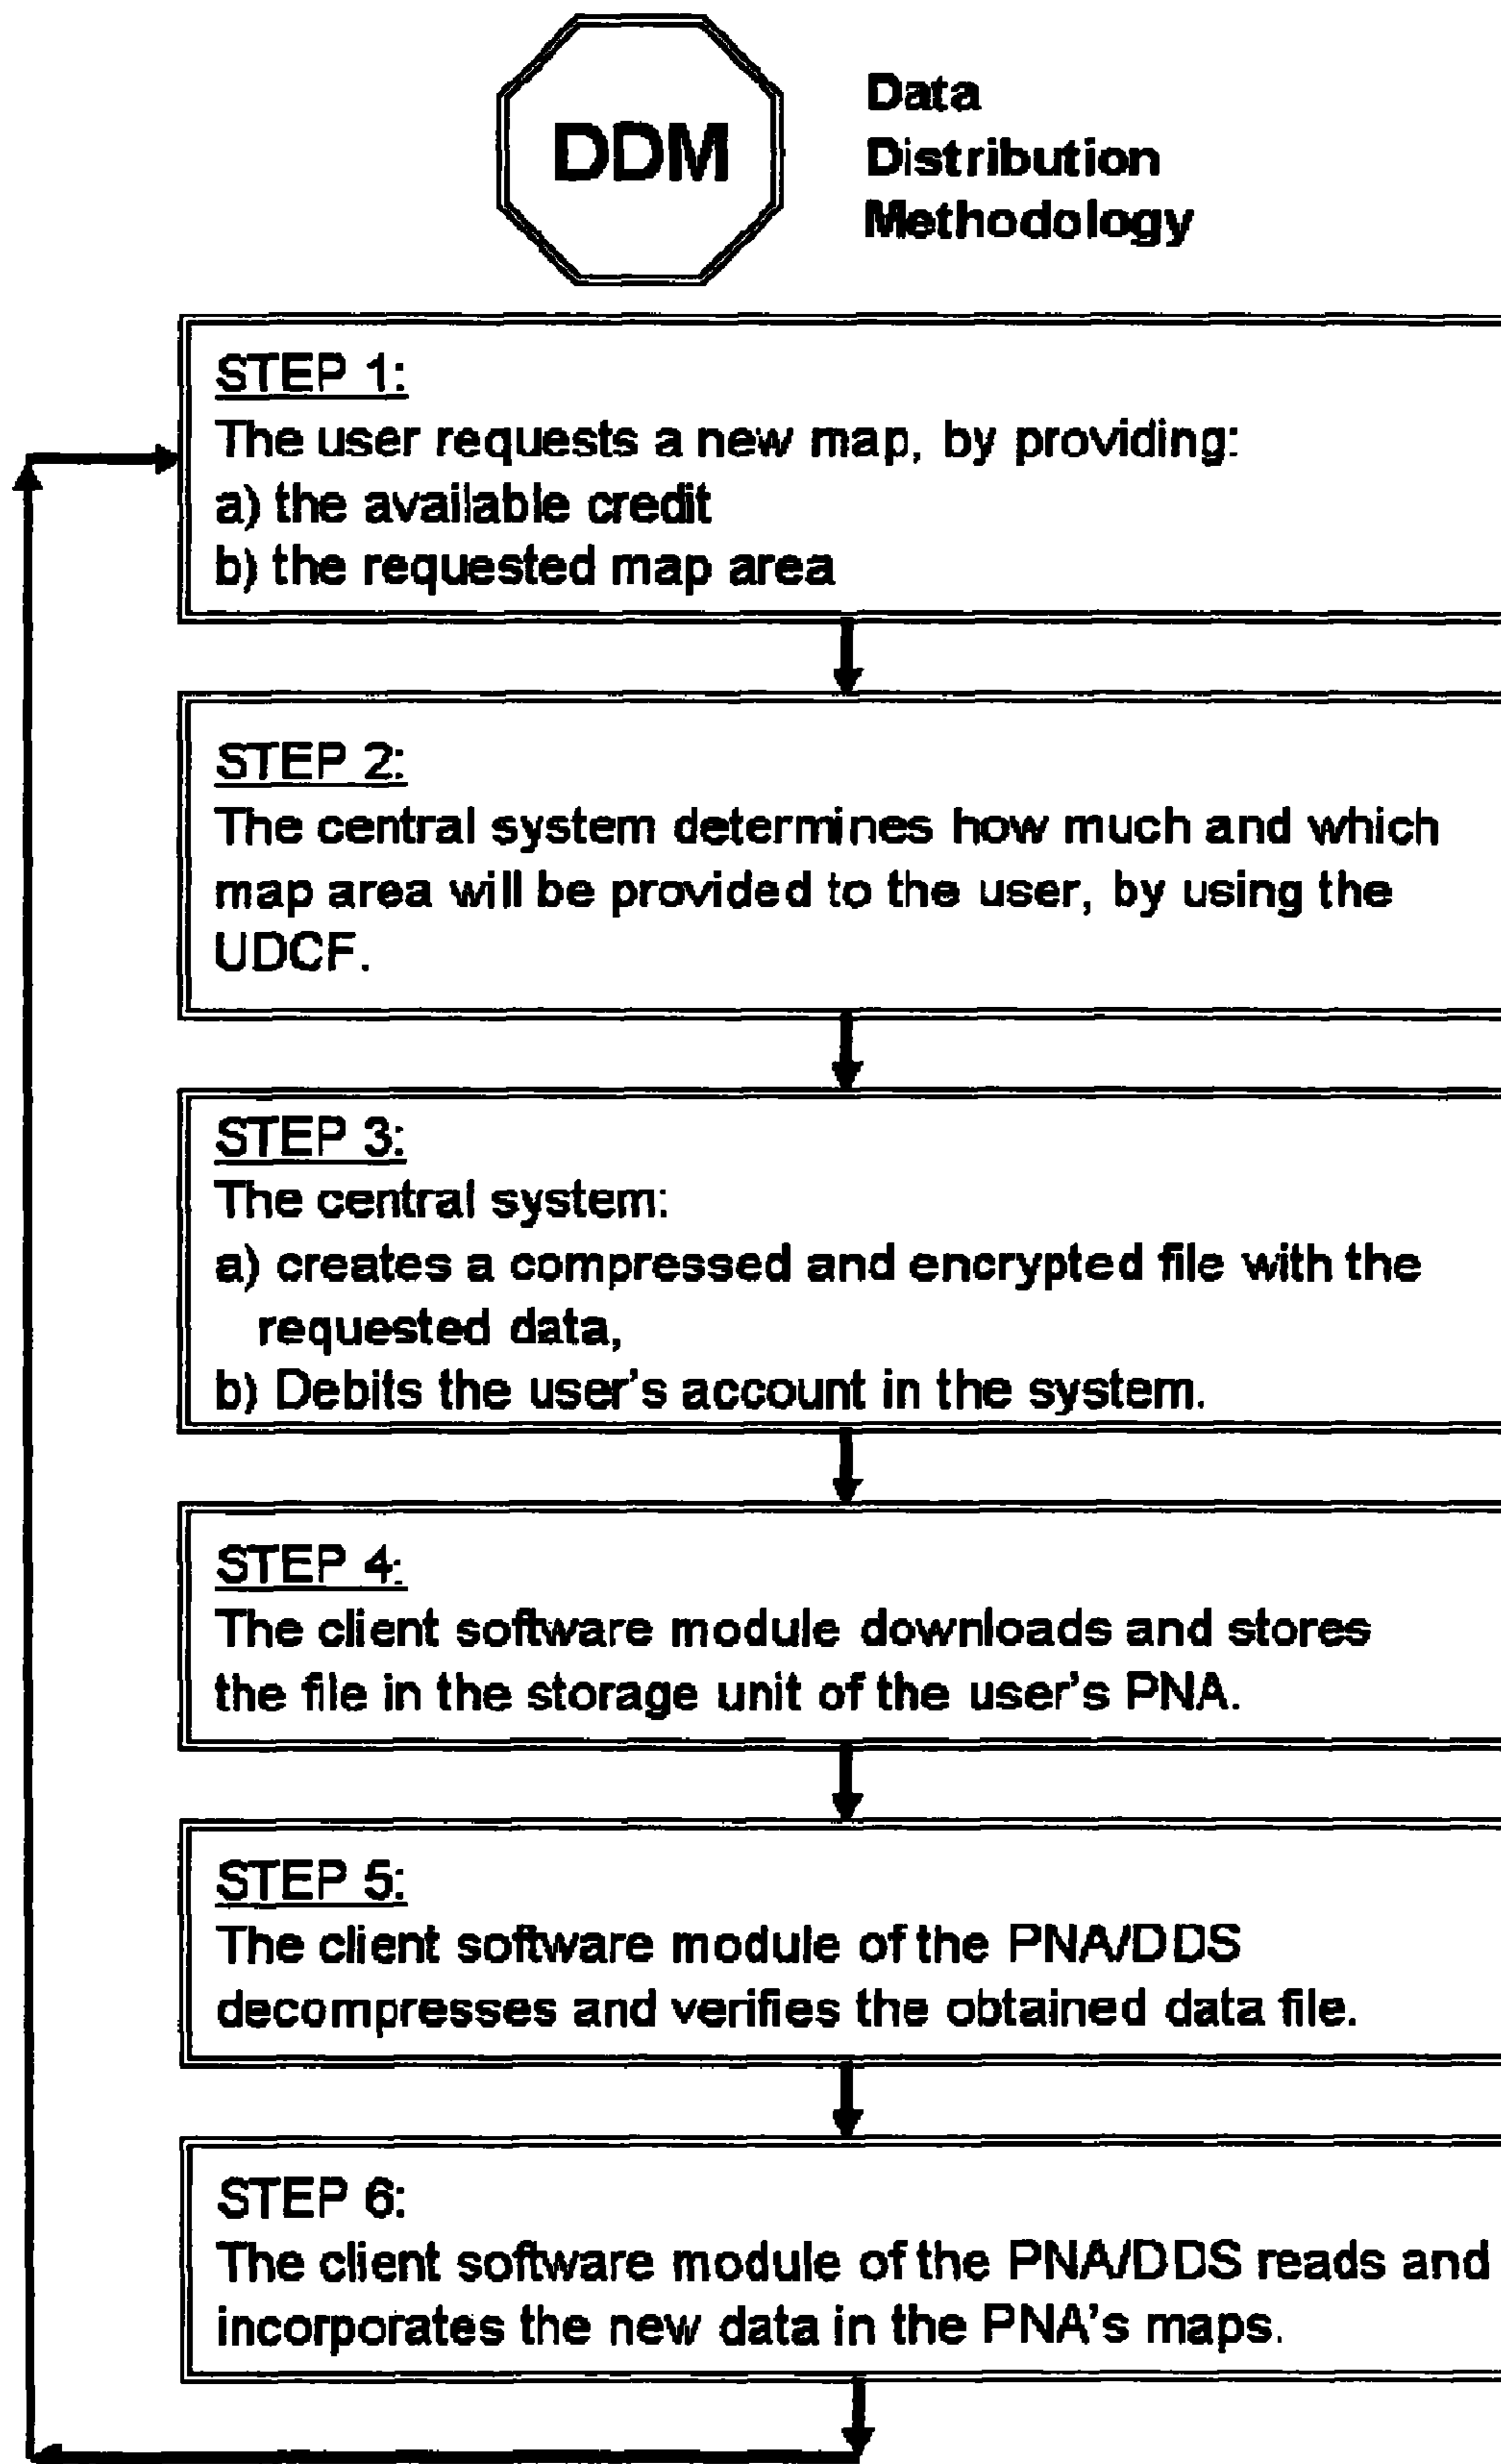 DDM
Data
Distribution
Methodology
STEP 1:
The user requests a new map, by providing:
a) the available credit
b) the requested map area
STEP 2:
The central system determines how much and which
map area will be provided to the user, by using the
UDCF.
STEP 3:
The central system:
a) creates a compressed and encrypted file with the
requested data,
b) Debits the user's account in the system.
STEP 4:
The client software module downloads and stores
the file in the storage unit of the user's PNA.
STEP 5:
The client software module of the PNA/DDS
decompresses and verifies the obtained data file.
STEP 6:
The client software module of the PNA/DDS reads and
incorporates the new data in the PNA's maps.